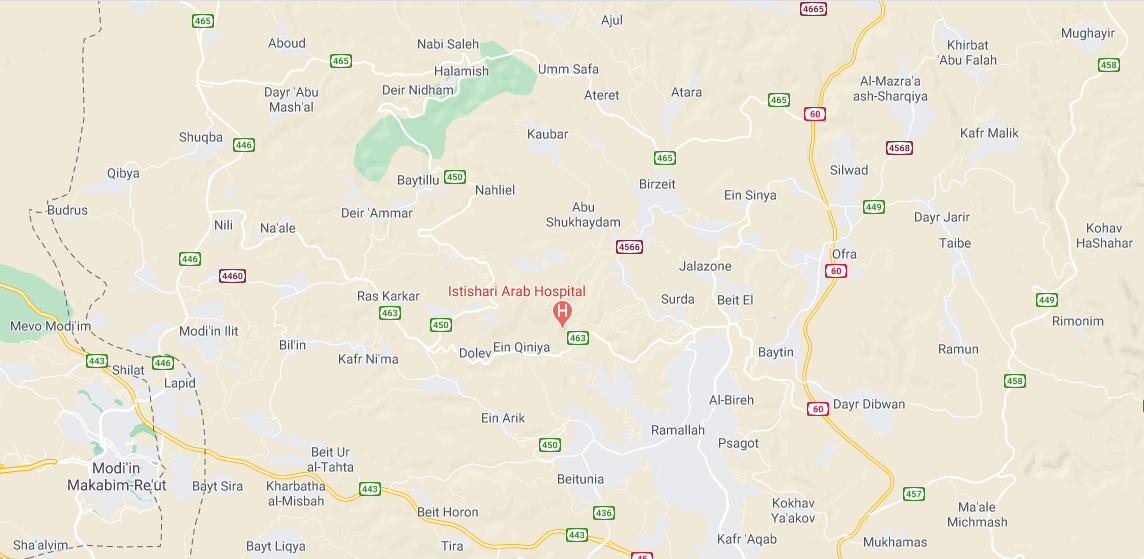 465
4665
Ajul
Mughayir
Aboud
Nabi Saleh
Khirbat
'Abu Falah
465
458
Halamish
Umm Safa
Al-Mazra'a
ash-Sharqiya
Deir Nidham
Dayr 'Abu
Mash'al
Ateret
Atara
465
60
Shuqba
446
Kaubar
Kafr Malik
4568
465
Qibya
Silwad
Baytillu
450
Nahliel
Birzeit
Ein Sinya
Budrus
Deir 'Ammar
Abu
Shukhaydam
449
Dayr Jarir
Nili
Na'ale
Kohav
HaShahar
4566
Taibe
446
Ofra
4460
Jalazone
60
Istishari Arab Hospital
H
Ras Karkar
Surda
Beit El
449
463
Mevo Modi'im
450
Rimonim
Modi'in Ilit
463
Bil'in
Ein Qiniya
Ramun
Kafr Ni'ma
Dolev
Baytin
443
446
Shilat
Lapid
458
Al-Bireh
60
Dayr Dibwan
Ein Arik
Ramallah
450
Psagot
Beit Ur
al-Tahta
Modi'in
Makabim-Re'ut
Beitunia
Bayt Sira
Kharbatha
al-Misbah
443
457
Kokhav
Ya'akov
Ma'ale
Michmash
Beit Horon
436
443
Sha'alvim
Bayt Liqya
Tira
Kafr 'Aqab
Mukhamas
45